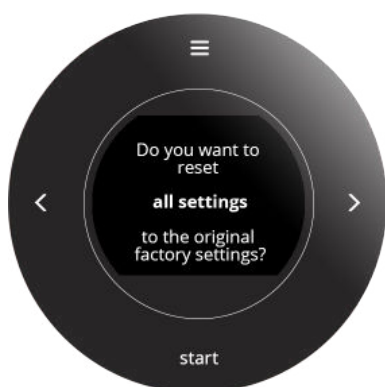 Do you want to
reset
all settings
to the original
factory settings?
start